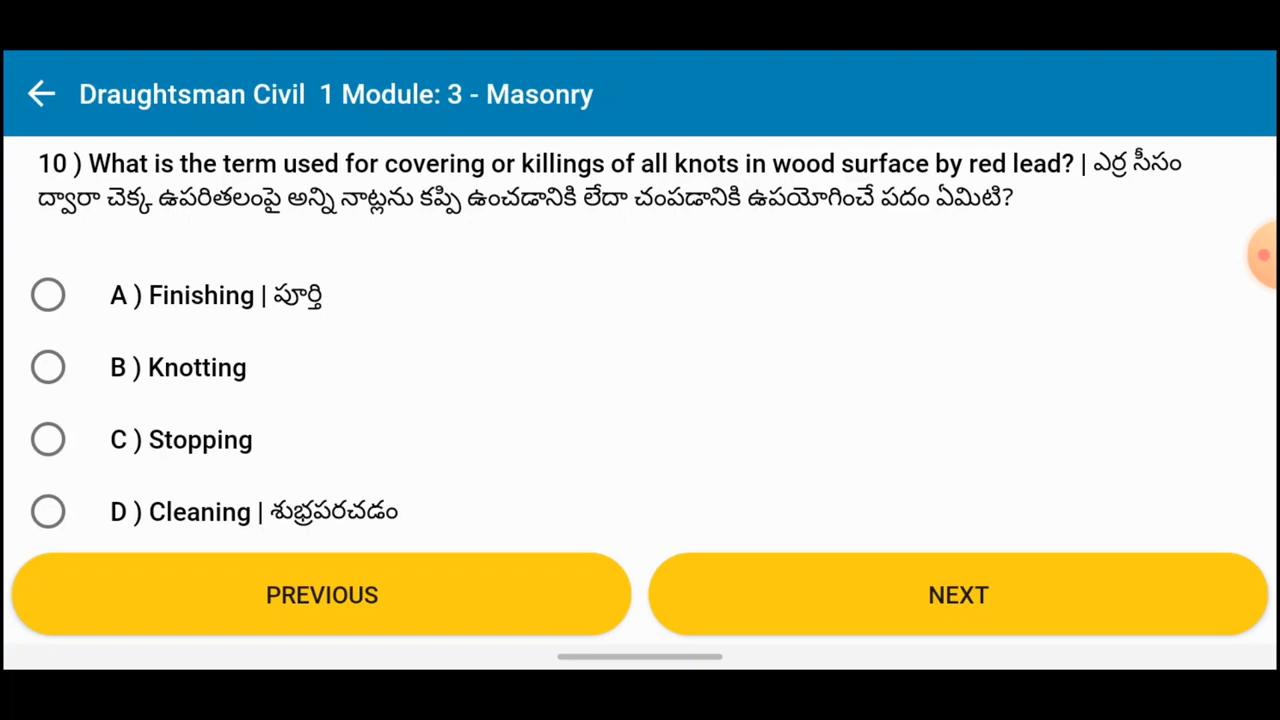 Draughtsman Civil 1 Module: 3 - Masonry
10 ) What is the term used for covering or killings of all knots in wood surface by red lead? | ఎర్ర సీసం
ద్వారా చెక్క ఉపరితలంపై అన్ని నాట్లను కప్పి ఉంచడానికి లేదా చంపడానికి ఉపయోగించే పదం ఏమిటి?
A ) Finishing | పూర్తి
B ) Knotting
C ) Stopping
D ) Cleaning | శుభ్రపరచడం
PREVIOUS
NEXT